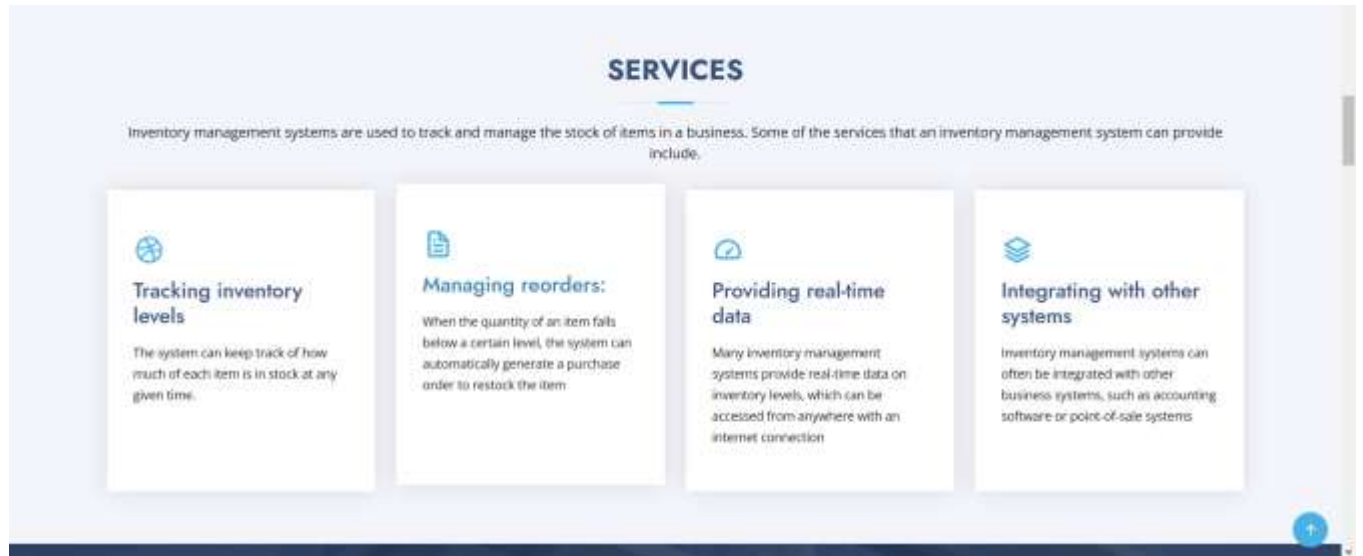 SERVICES
Inventory management systems are used to track and manage the stock of items in a business. Some of the services that an inventory management system can provide
include.
Tracking inventory
levels
The system can keep track of how
much of each item is in stock at any
given time.
Managing reorders:
When the quantity of an item falls
below a certain level, the system can
automatically generate a purchase
order to restock the item
Providing real-time
data
Many inventory management
systems provide real-time data on
inventory levels, which can be
accessed from anywhere with an
internet connection
Integrating with other
systems
Inventory management systems can
often be integrated with other
business systems, such as accounting
software or point-of-sale systems